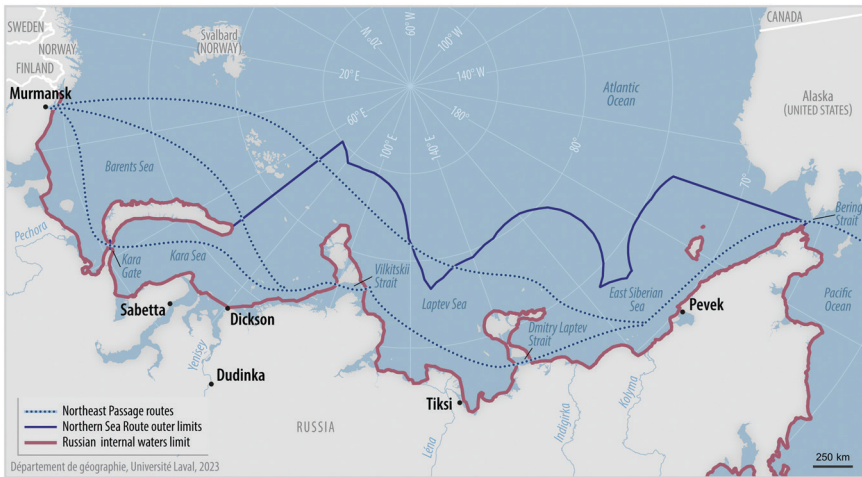 SWEDEN
NORWAY
FINLAND
Murmansk
Svalbard
(NORWAY)
20° W
60° W
100° W
140° W
180°
20° E
60° E
100° E
140° E
80°
70°
CANADA
Alaska
(UNITED STATES)
Atlantic
Ocean
Barents Sea
Bering
Strait
Pechora
Kara
Gate
Kara Sea
Vilkitskii
Strait
Laptev Sea
East Siberian
Sea
Pacific
Ocean
Sabetta
Dickson
Pevek
Dmitry Laptev
Strait
Yenisey
Dudinka
Tiksi
Léna
Indigirka
Kolyma
RUSSIA
Northeast Passage routes
Northern Sea Route outer limits
Russian internal waters limit
Département de géographie, Université Laval, 2023
250 km